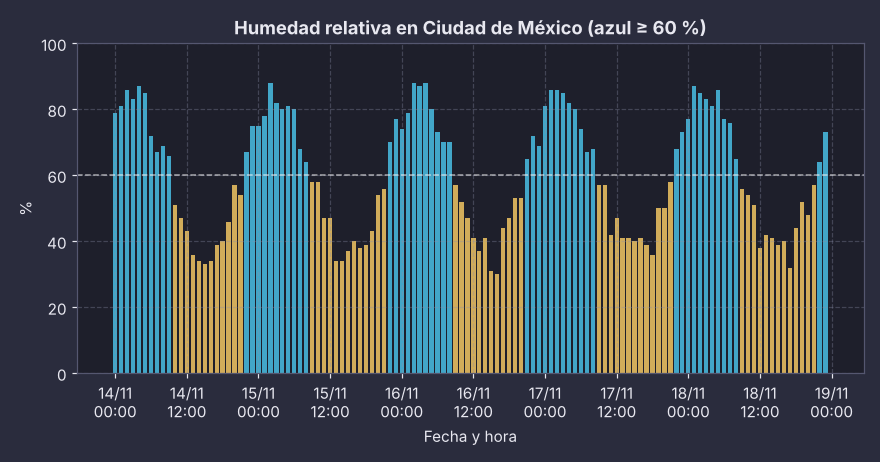 Humedad relativa en Ciudad de México (azul ≥ 60 %)
100
80
60
40
20
0
%
14/11 14/11 15/11 15/11 16/11 16/11 17/11 17/11 18/11 18/11 19/11
00:00 12:00 00:00 12:00 00:00 12:00 00:00 12:00 00:00 12:00 00:00
Fecha y hora